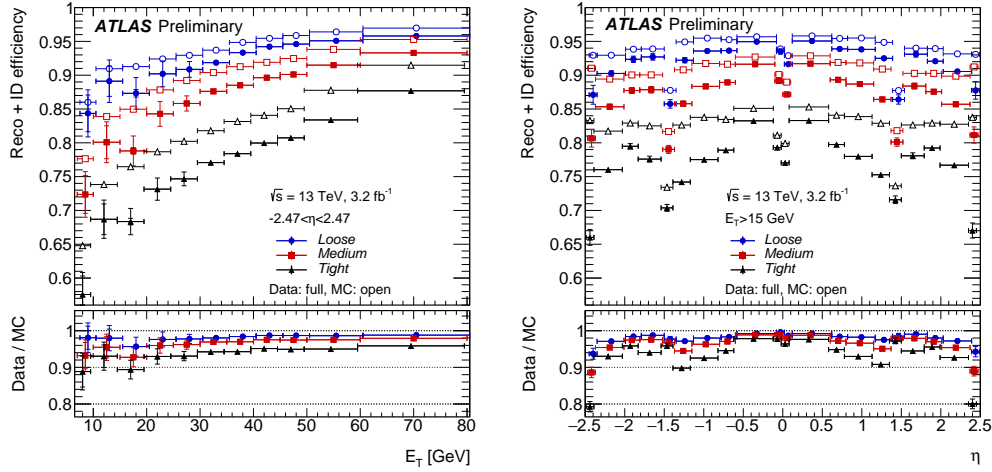 ATLAS Preliminary
Reco + ID efficiency
0.95
0.9
0.85
0.8
0.75
0.7
0.65
0.6
√s = 13 TeV, 3.2 fb⁻¹
-2.47<η<2.47
Loose
Medium
Tight
Data: full, MC: open
Data / MC
1
0.9
0.8
10 20 30 40 50 60 70 80
E_T [GeV]
ATLAS Preliminary
Reco + ID efficiency
0.95
0.9
0.85
0.8
0.75
0.7
0.65
0.6
√s = 13 TeV, 3.2 fb⁻¹
E_T>15 GeV
Loose
Medium
Tight
Data: full, MC: open
Data / MC
1
0.9
0.8
−2.5 −2 −1.5 −1 −0.5 0 0.5 1 1.5 2 2.5
η